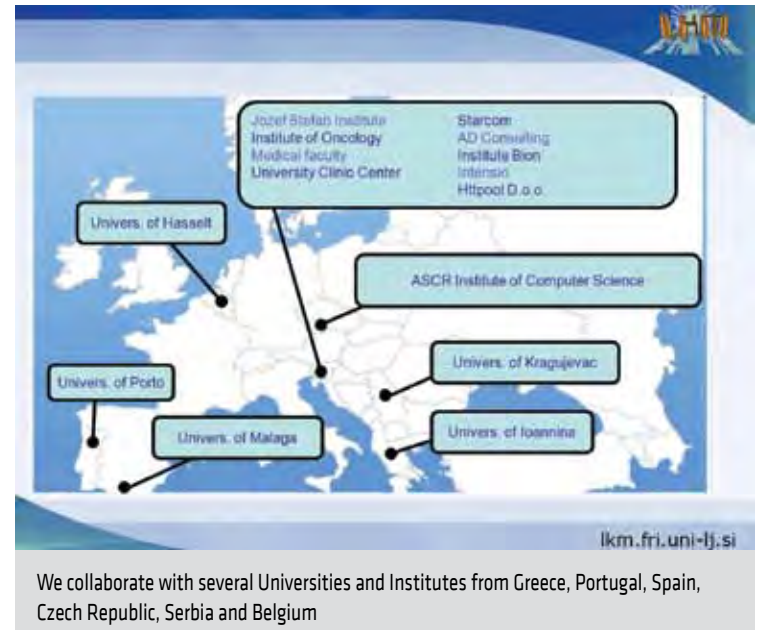 LKM
Jozef Stefan Institute
Institute of Oncology
Medical faculty
University Clinic Center
Starcom
AD Consulting
Institute Bion
Httpool D.o.o.
Univers. of Hasselt
ASCR Institute of Computer Science
Univers. of Kragujevac
Univers. of Porto
Univers. of Malaga
Univers. of Ioannina
lkm.fri.uni-lj.si
We collaborate with several Universities and Institutes from Greece, Portugal, Spain,
Czech Republic, Serbia and Belgium